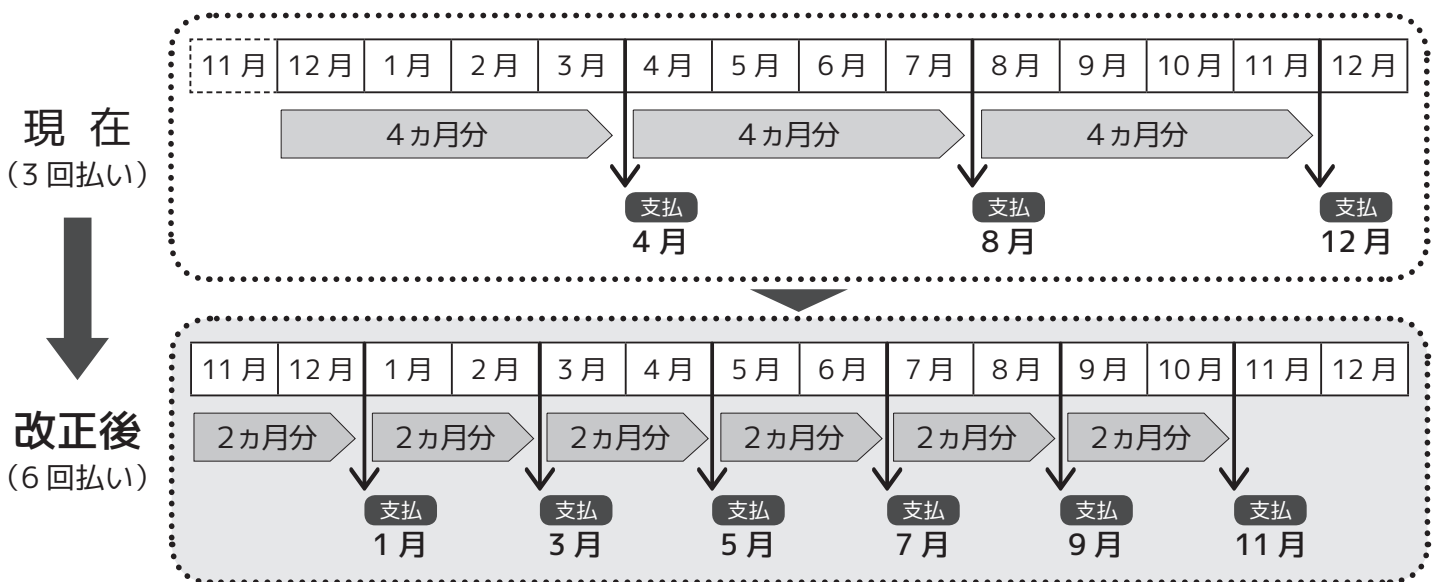 11月 12月 1月 2月 3月 4月 5月 6月 7月 8月 9月 10月 11月 12月
現 在
（3回払い）
4ヵ月分 4ヵ月分 4ヵ月分
支払 支払 支払
4月 8月 12月
11月 12月 1月 2月 3月 4月 5月 6月 7月 8月 9月 10月 11月 12月
改正後
（6回払い）
2ヵ月分 2ヵ月分 2ヵ月分 2ヵ月分 2ヵ月分 2ヵ月分
支払 支払 支払 支払 支払 支払
1月 3月 5月 7月 9月 11月